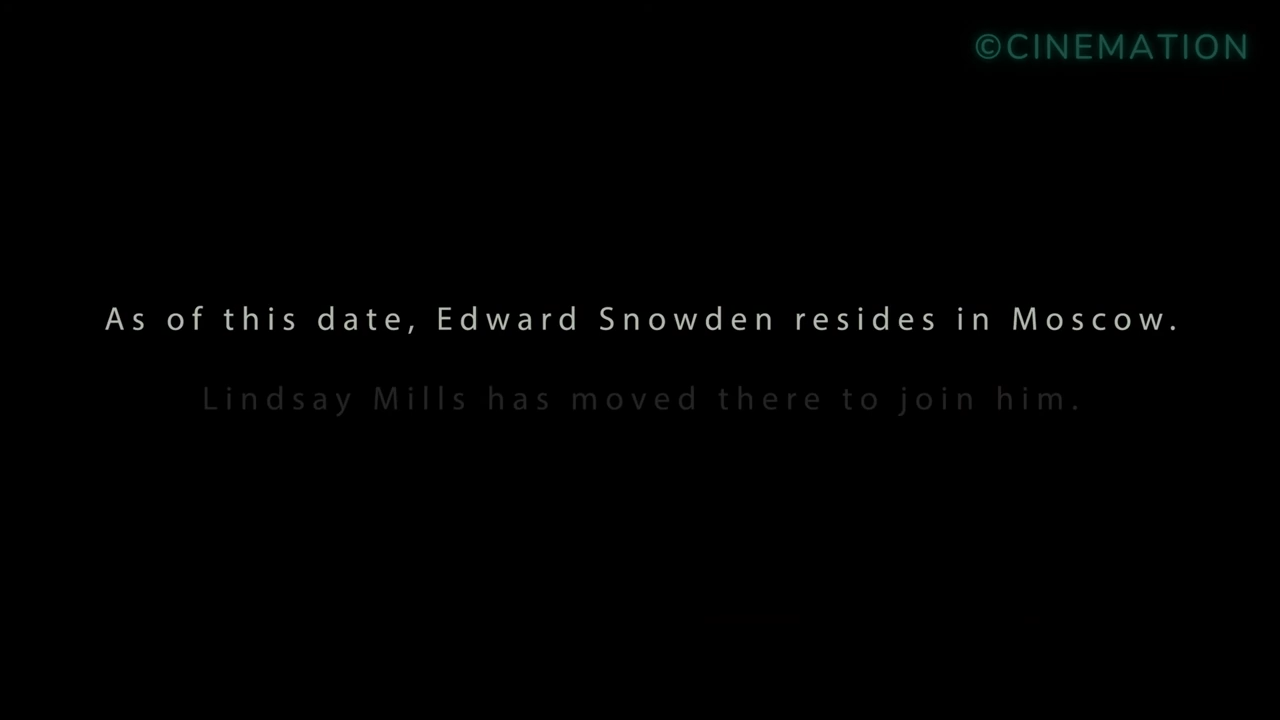 ©CINEMATION
As of this date, Edward Snowden resides in Moscow.
Lindsay Mills has moved there to join him.